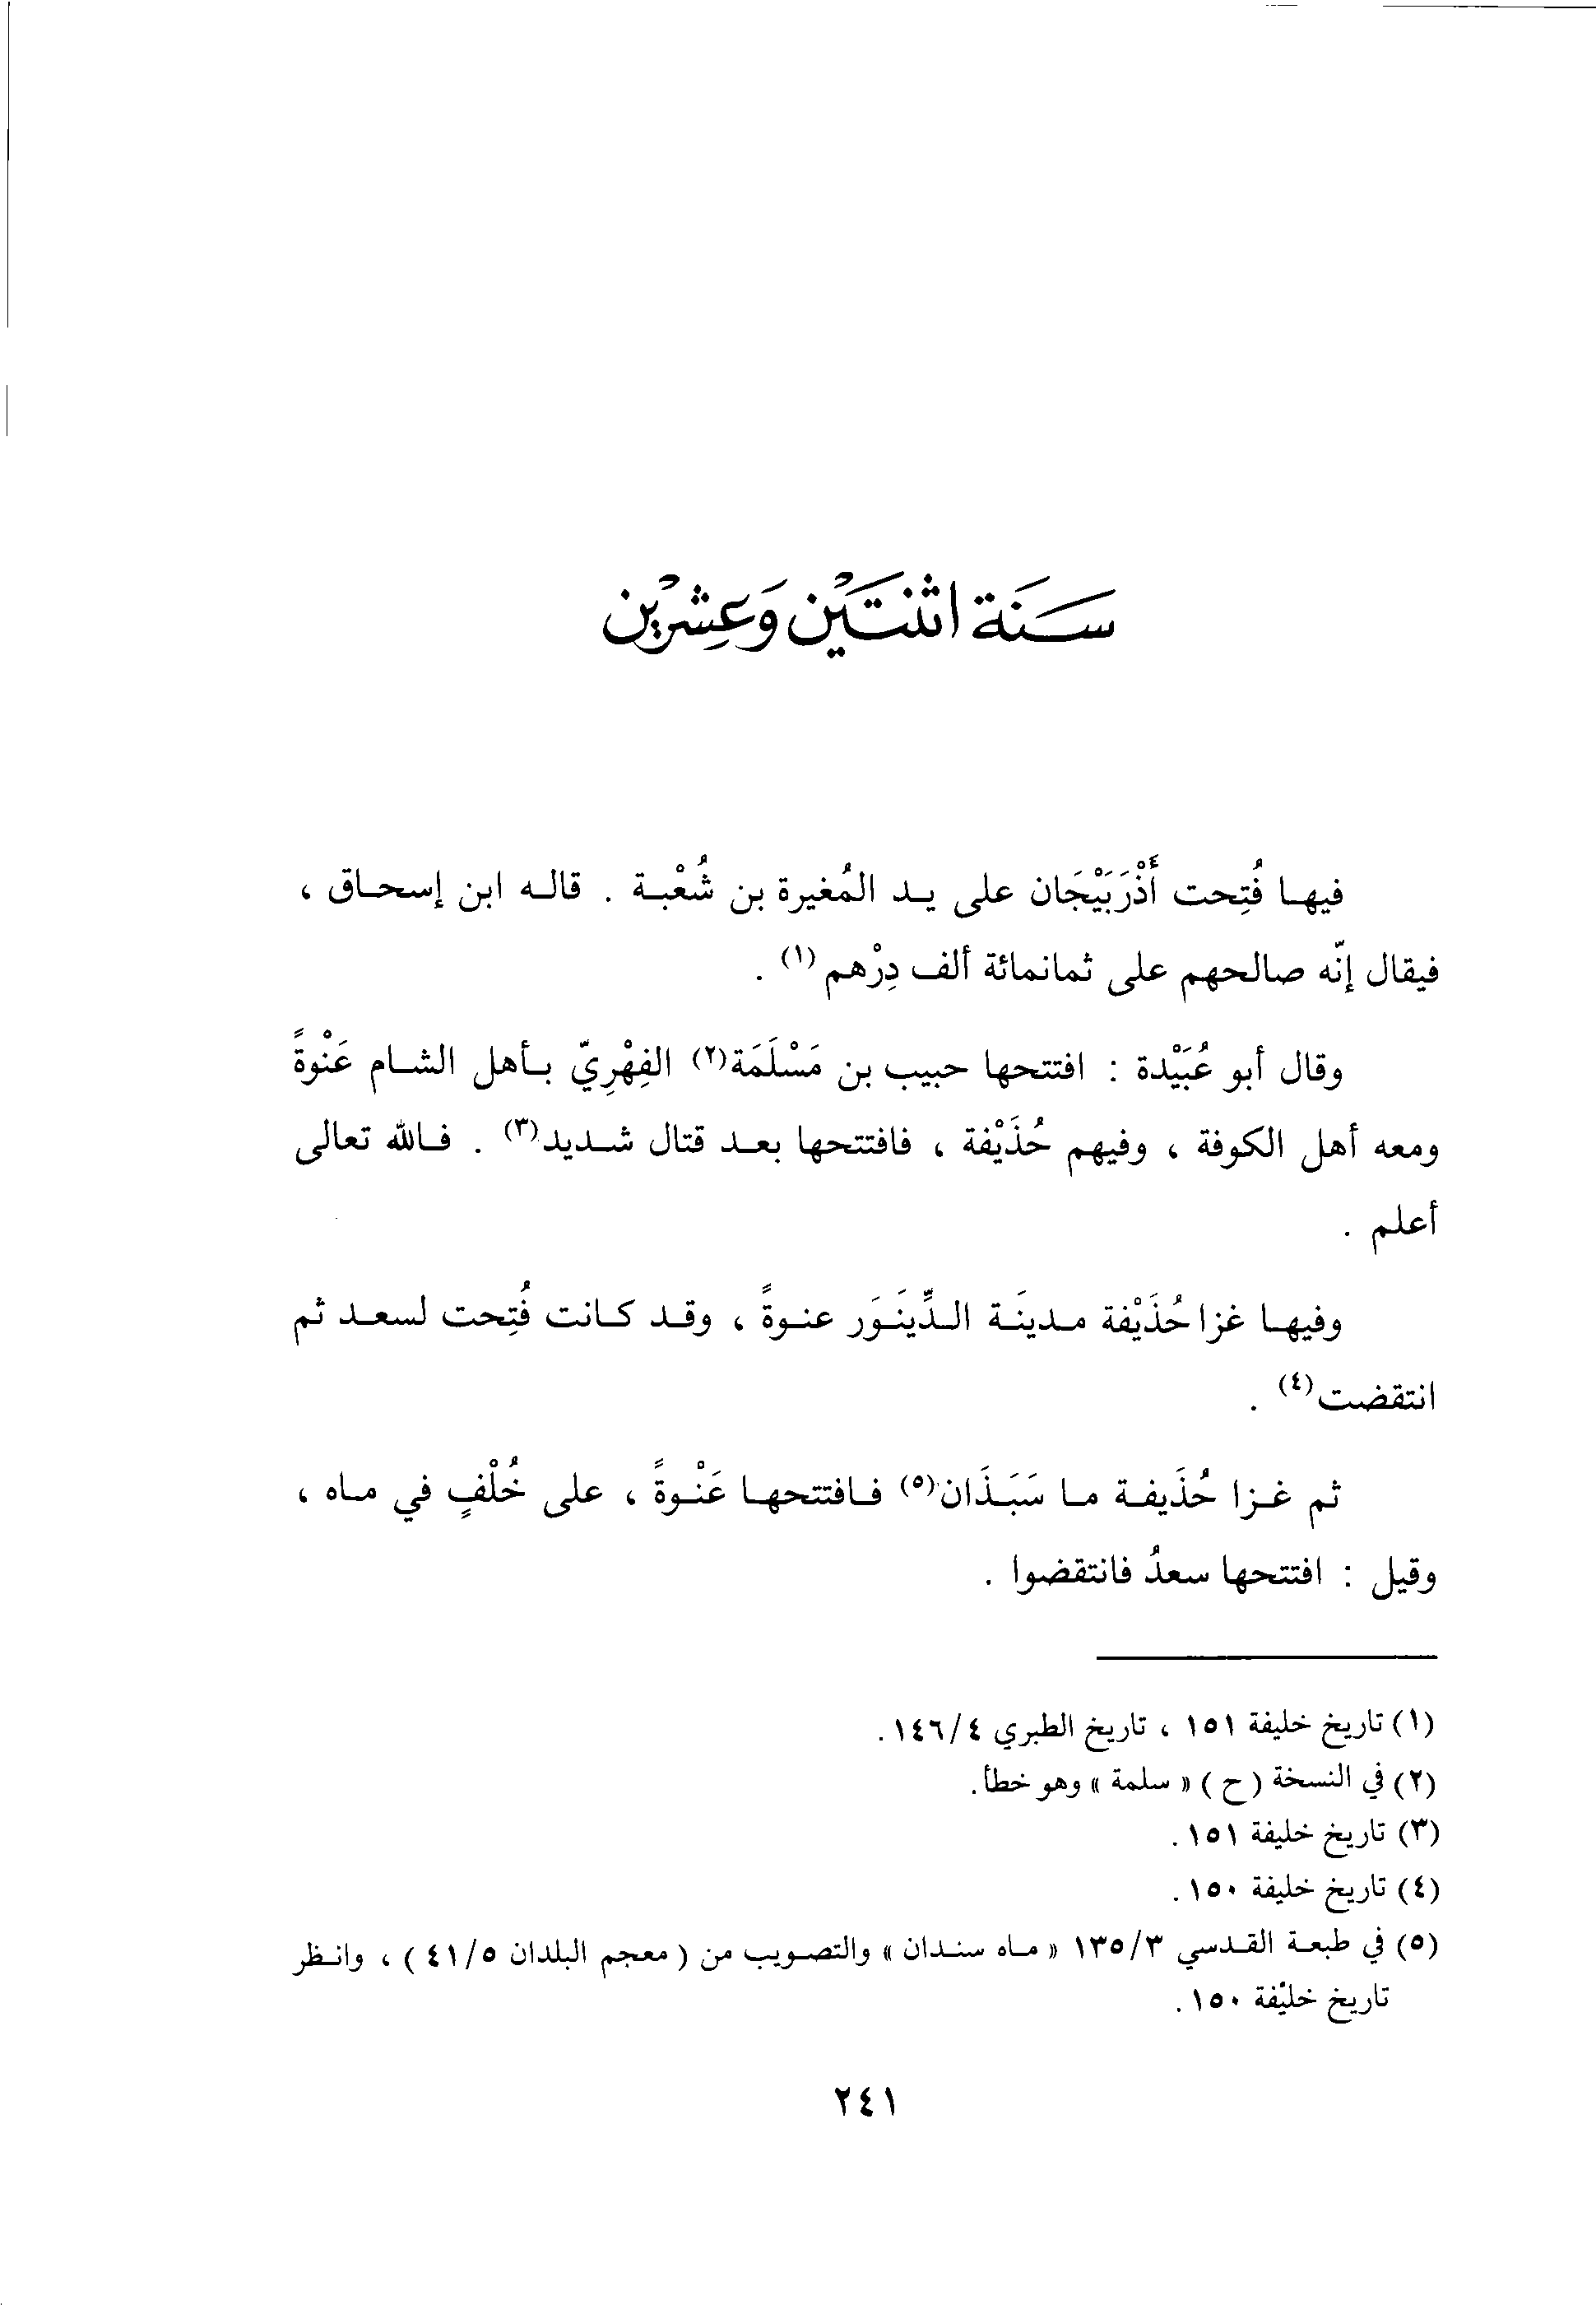 سَنَة اثنتَيْن وَعِشرِيْن
فيها فُتِحت أَذْرَبَيْجَان على يد المُغيرة بن شُعْبة . قاله ابن إسحاق ،
فيقال إنّه صالحهم على ثمانمائة ألف دِرْهم (١) .
وقال أبو عُبَيْدة : افتتحها حبيب بن مَسْلَمَة(٢) الفِهْرِيّ بأهل الشام عَنْوةً
ومعه أهل الكوفة ، وفيهم حُذَيْفة ، فافتتحها بعد قتال شديد(٣) . فالله تعالى
أعلم .
وفيها غزا حُذَيْفة مدينَة الدِّينَوَر عنوةً ، وقد كانت فُتِحت لسعد ثم
انتقضت(٤) .
ثم غزا حُذَيفة ما سَبَذَان(٥) فافتتحها عَنْوةً ، على خُلْفٍ في ماه ،
وقيل : افتتحها سعدُ فانتقضوا .
(١) تاريخ خليفة ١٥١ ، تاريخ الطبري ١٤٦/٤ .
(٢) في النسخة (ح) « سلمة » وهو خطأ .
(٣) تاريخ خليفة ١٥١ .
(٤) تاريخ خليفة ١٥٠ .
(٥) في طبعة القدسي ١٣٥/٣ « ماه سندان » والتصويب من ( معجم البلدان ٤١/٥ ) ، وانظر
تاريخ خليفة ١٥٠ .
٢٤١